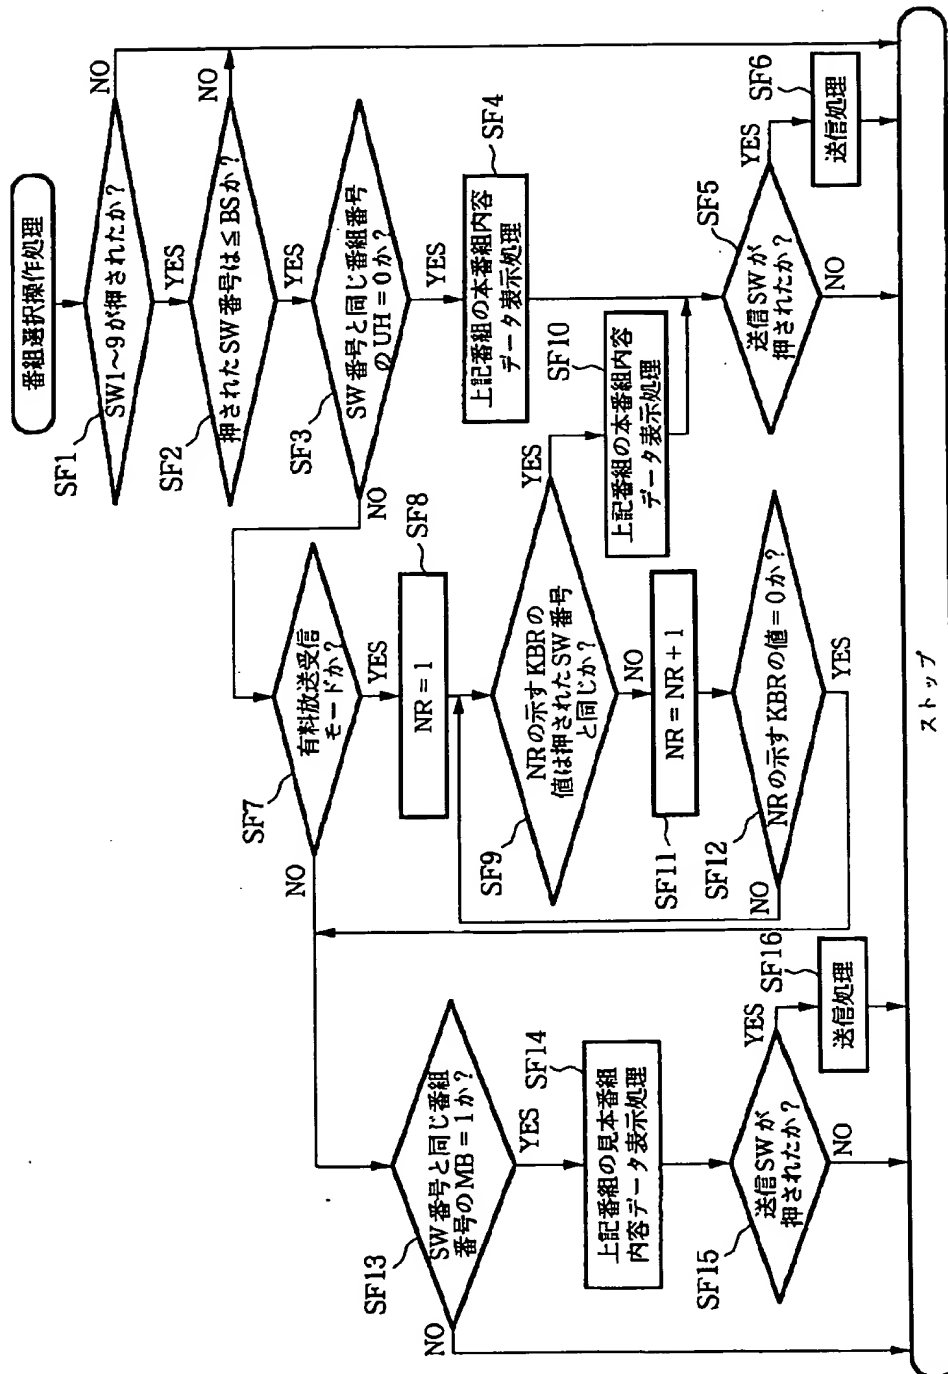 番組選択操作処理
SF1
SW1~9が押されたか?
NO
YES
SF2
押されたSW番号は≦BSか?
NO
YES
SF3
SW番号と同じ番組番号
のUH=0か?
NO
YES
SF4
上記番組の本番組内容
データ表示処理
SF5
送信SWが
押されたか?
YES
NO
SF6
送信処理
SF7
有料放送受信
モードか?
NO
YES
SF8
NR=1
SF9
NRの示すKBRの
値は押されたSW番号
と同じか?
YES
NO
SF10
上記番組の本番組内容
データ表示処理
SF11
NR=NR+1
SF12
NRの示すKBRの値=0か?
NO
YES
SF13
SW番号と同じ番組
番号のMB=1か?
NO
YES
SF14
上記番組の見本番組
内容データ表示処理
SF15
送信SWが
押されたか?
YES
NO
SF16
送信処理
ストップ